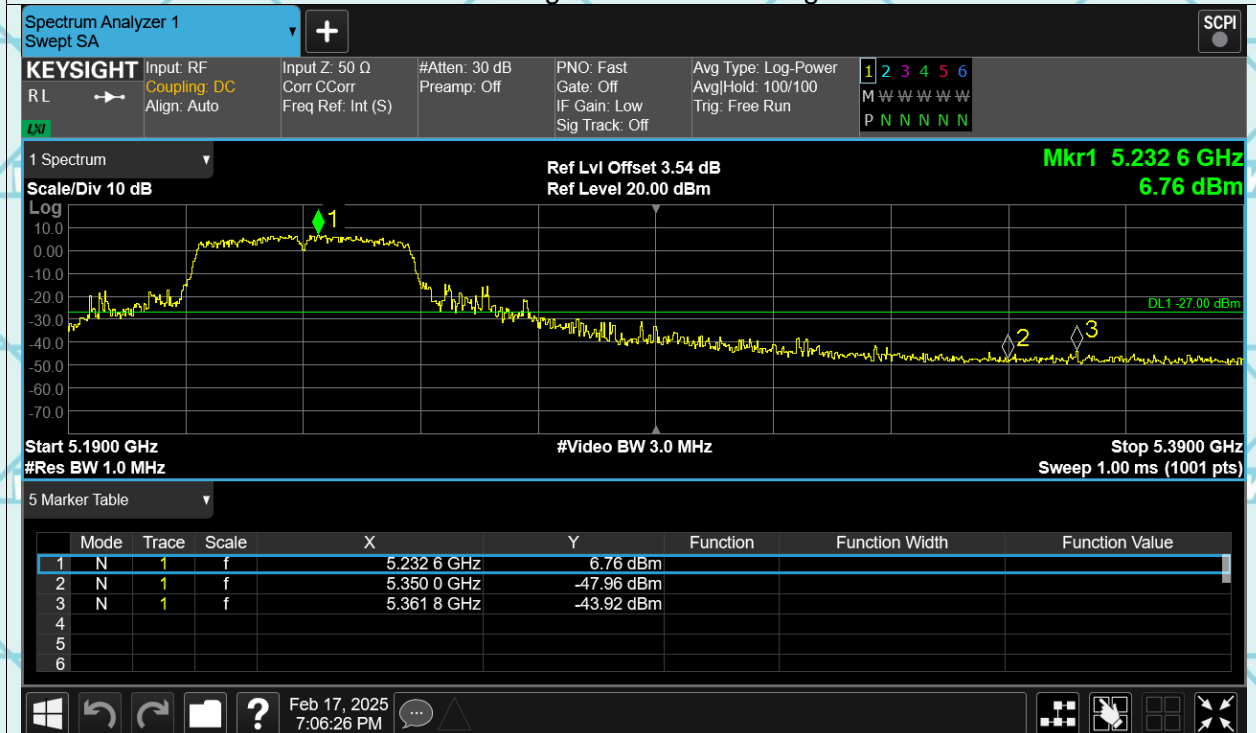 Spectrum Analyzer 1
Swept SA
+
SCPI
KEYSIGHT
RL
LXI
Input: RF
Coupling: DC
Align: Auto
Input Z: 50 Ω
Corr CCorr
Freq Ref: Int (S)
#Atten: 30 dB
Preamp: Off
PNO: Fast
Gate: Off
IF Gain: Low
Sig Track: Off
Avg Type: Log-Power
Avg|Hold: 100/100
Trig: Free Run
1 2 3 4 5 6
M W W W W W
P N N N N N
1 Spectrum
Scale/Div 10 dB
Ref Lvl Offset 3.54 dB
Ref Level 20.00 dBm
Mkr1 5.232 6 GHz
6.76 dBm
Log
10.0
0.00
-10.0
-20.0
-30.0
-40.0
-50.0
-60.0
-70.0
1
2
3
DL1 -27.00 dBm
Start 5.1900 GHz
#Video BW 3.0 MHz
Stop 5.3900 GHz
#Res BW 1.0 MHz
Sweep 1.00 ms (1001 pts)
5 Marker Table
Mode Trace Scale X Y Function Function Width Function Value
1 N 1 f 5.232 6 GHz 6.76 dBm
2 N 1 f 5.350 0 GHz -47.96 dBm
3 N 1 f 5.361 8 GHz -43.92 dBm
4
5
6
?
Feb 17, 2025
7:06:26 PM